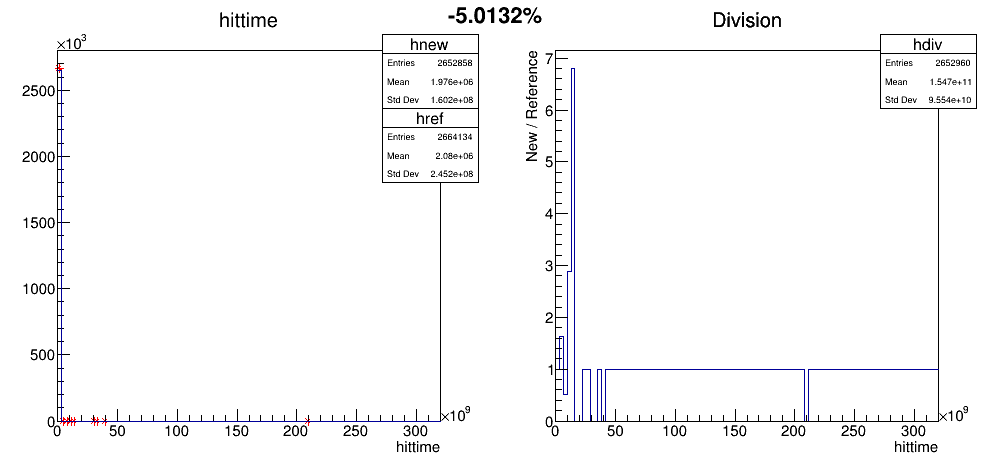 -5.0132%
hittime
×10³
hnew
Entries 2652858
Mean 1.976e+06
Std Dev 1.602e+08
href
Entries 2664134
Mean 2.08e+06
Std Dev 2.452e+08
2500
2000
1500
1000
500
0
0 50 100 150 200 250 300 ×10⁹
hittime
Division
hdiv
Entries 2652960
Mean 1.547e+11
Std Dev 9.554e+10
New / Reference
7
6
5
4
3
2
1
0
0 50 100 150 200 250 300 ×10⁹
hittime